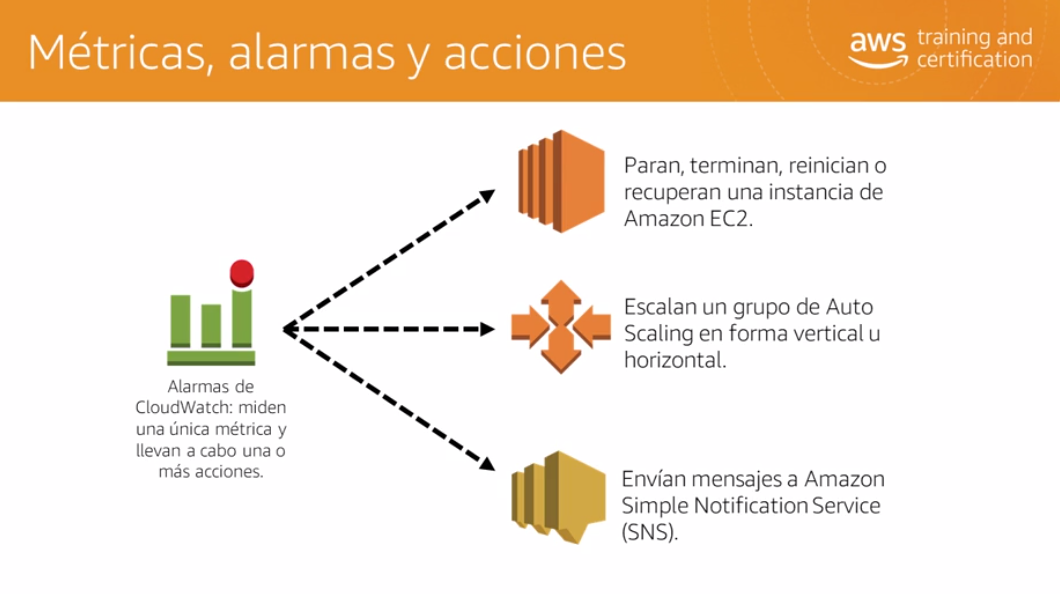 Métricas, alarmas y acciones
aws training and
certification
Paran, terminan, reinician o
recuperan una instancia de
Amazon EC2.
Escalan un grupo de Auto
Scaling en forma vertical u
horizontal.
Alarmas de
CloudWatch: miden
una única métrica y
llevan a cabo una o
más acciones.
Envían mensajes a Amazon
Simple Notification Service
(SNS).